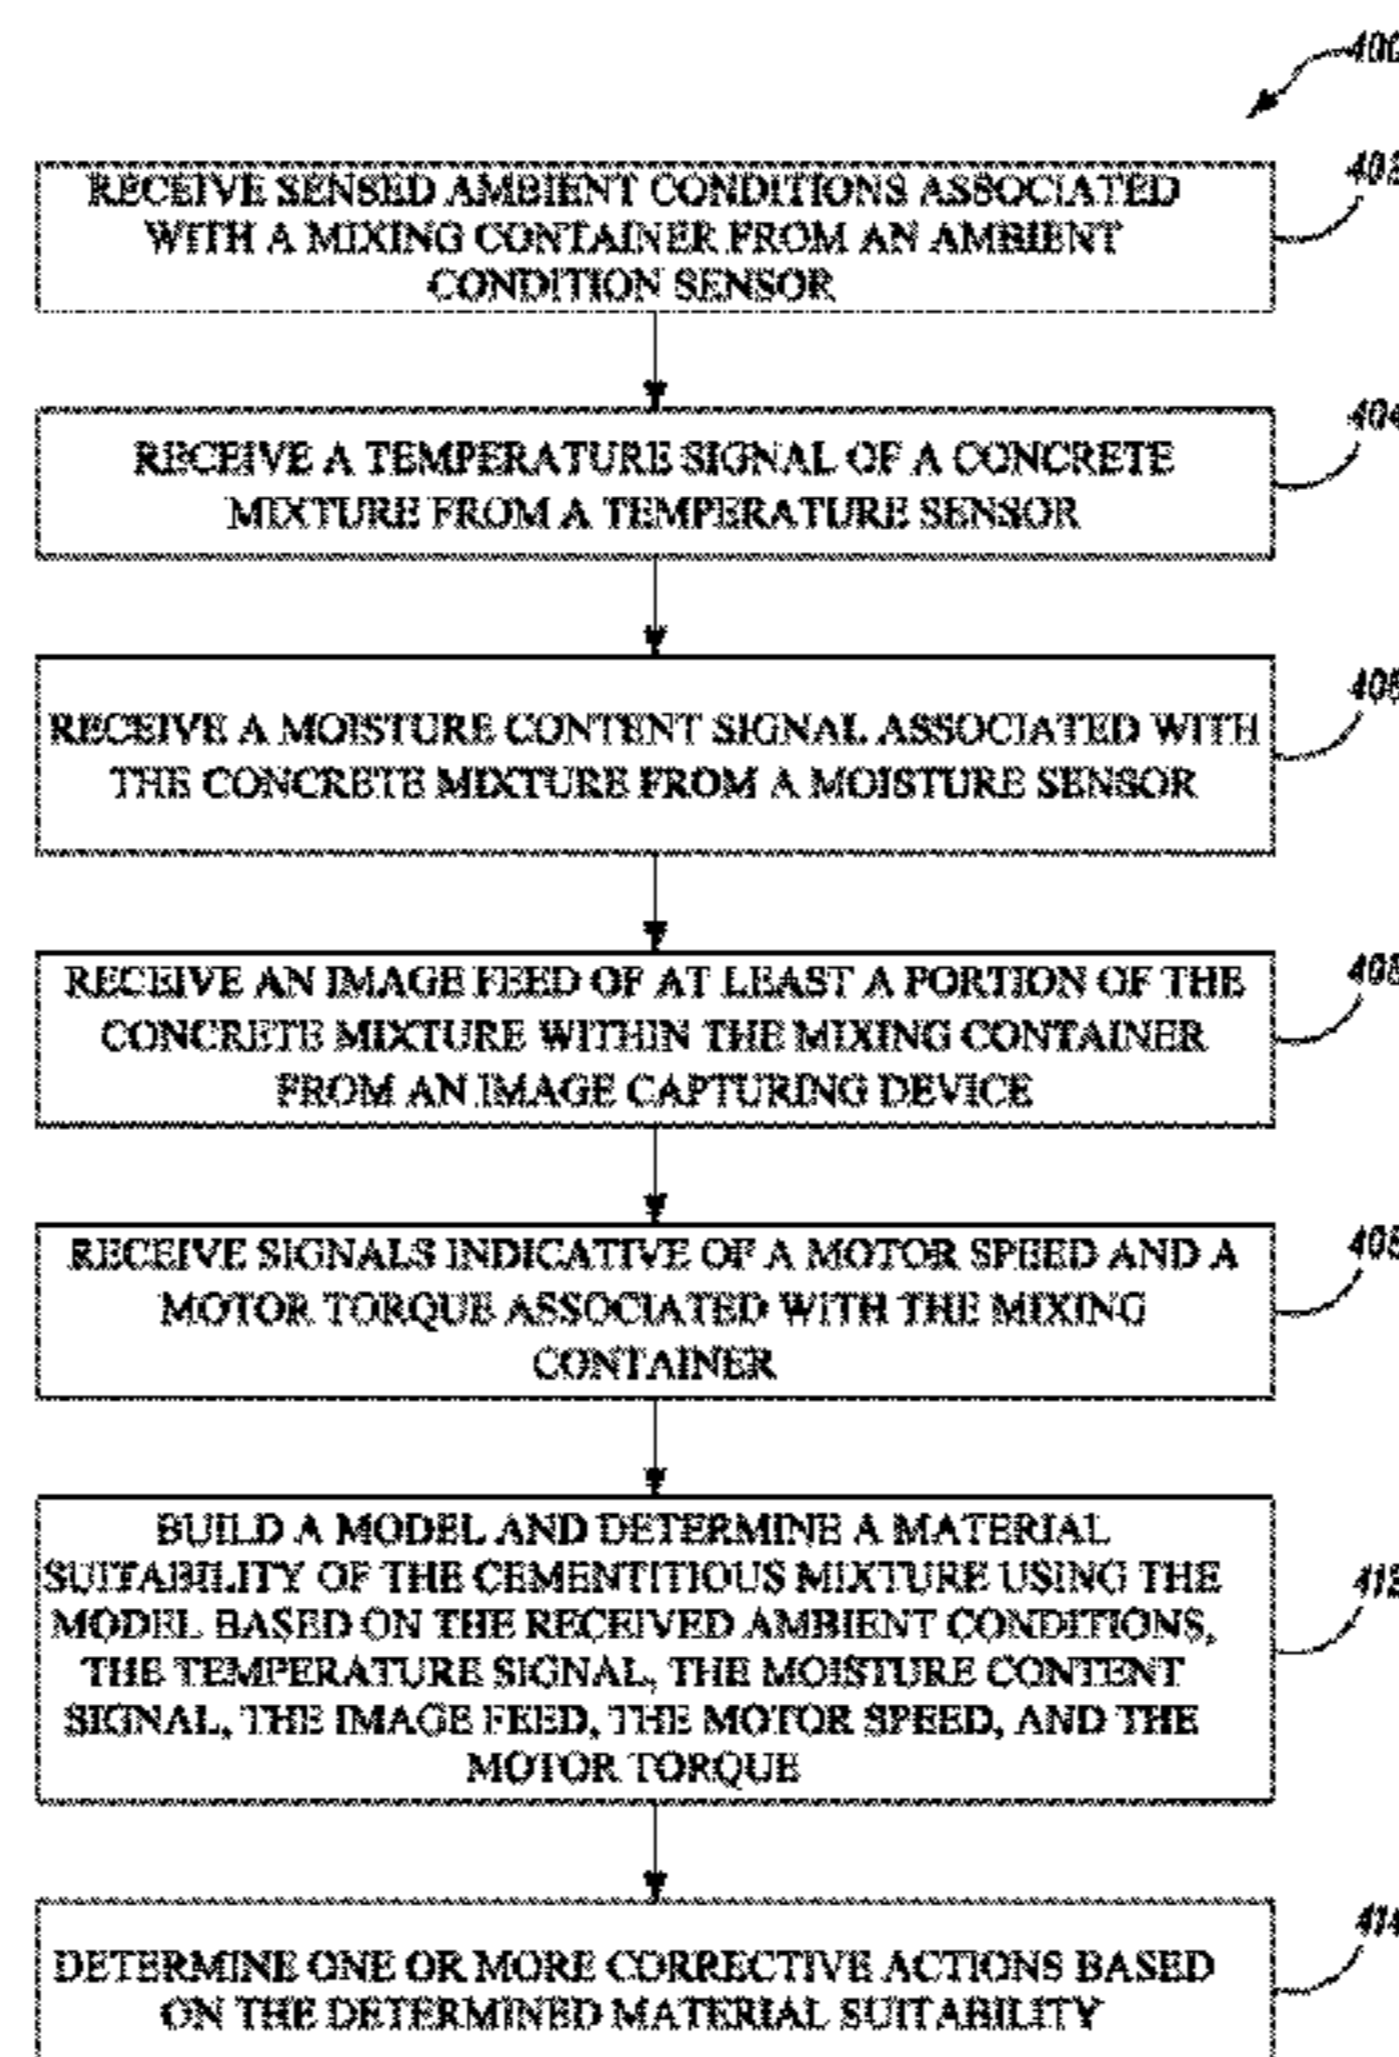 400
402
RECEIVE SENSED AMBIENT CONDITIONS ASSOCIATED
WITH A MIXING CONTAINER FROM AN AMBIENT
CONDITION SENSOR
404
RECEIVE A TEMPERATURE SIGNAL OF A CONCRETE
MIXTURE FROM A TEMPERATURE SENSOR
RECEIVE A MOISTURE CONTENT SIGNAL ASSOCIATED WITH
THE CONCRETE MIXTURE FROM A MOISTURE SENSOR
RECEIVE AN IMAGE FEED OF AT LEAST A PORTION OF THE
CONCRETE MIXTURE WITHIN THE MIXING CONTAINER
FROM AN IMAGE CAPTURING DEVICE
RECEIVE SIGNALS INDICATIVE OF A MOTOR SPEED AND A
MOTOR TORQUE ASSOCIATED WITH THE MIXING
CONTAINER
BUILD A MODEL AND DETERMINE A MATERIAL
SUITABILITY OF THE CEMENTITIOUS MIXTURE USING THE
MODEL BASED ON THE RECEIVED AMBIENT CONDITIONS,
THE TEMPERATURE SIGNAL, THE MOISTURE CONTENT
SIGNAL, THE IMAGE FEED, THE MOTOR SPEED, AND THE
MOTOR TORQUE
414
DETERMINE ONE OR MORE CORRECTIVE ACTIONS BASED
ON THE DETERMINED MATERIAL SUITABILITY